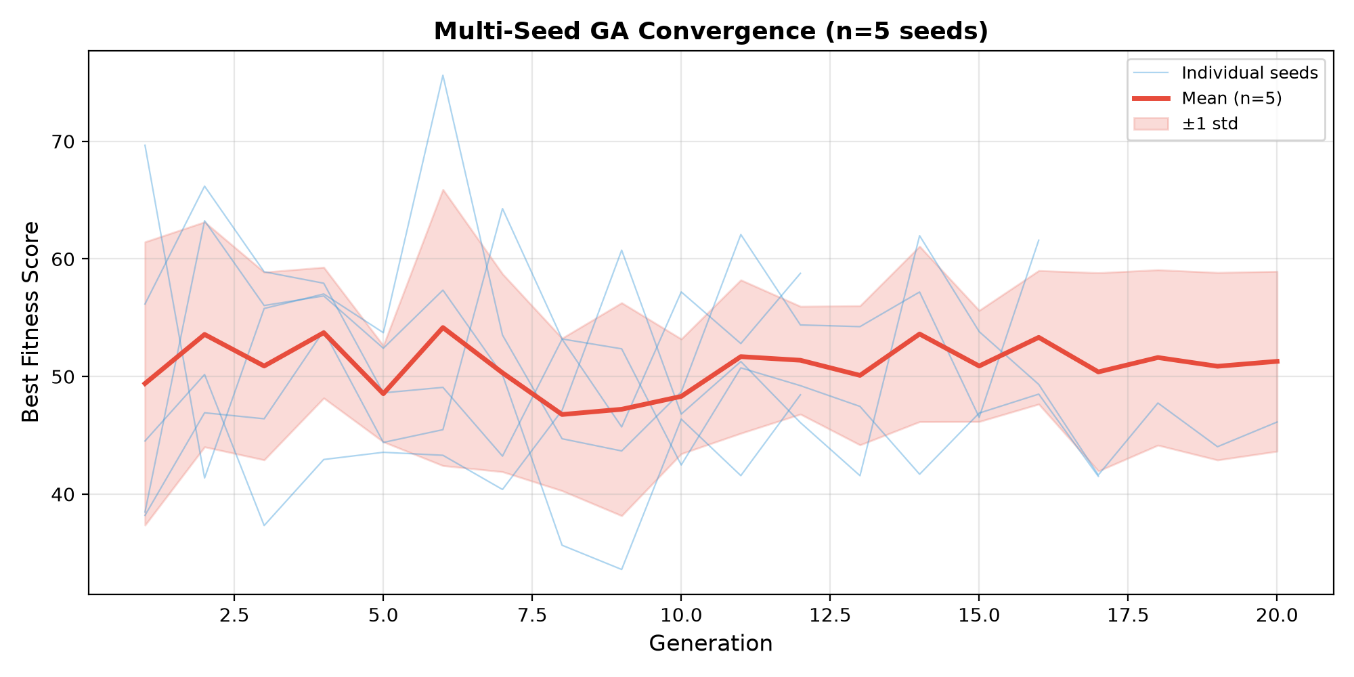 Multi-Seed GA Convergence (n=5 seeds)
Individual seeds
Mean (n=5)
±1 std
Best Fitness Score
70
60
50
40
2.5 5.0 7.5 10.0 12.5 15.0 17.5 20.0
Generation